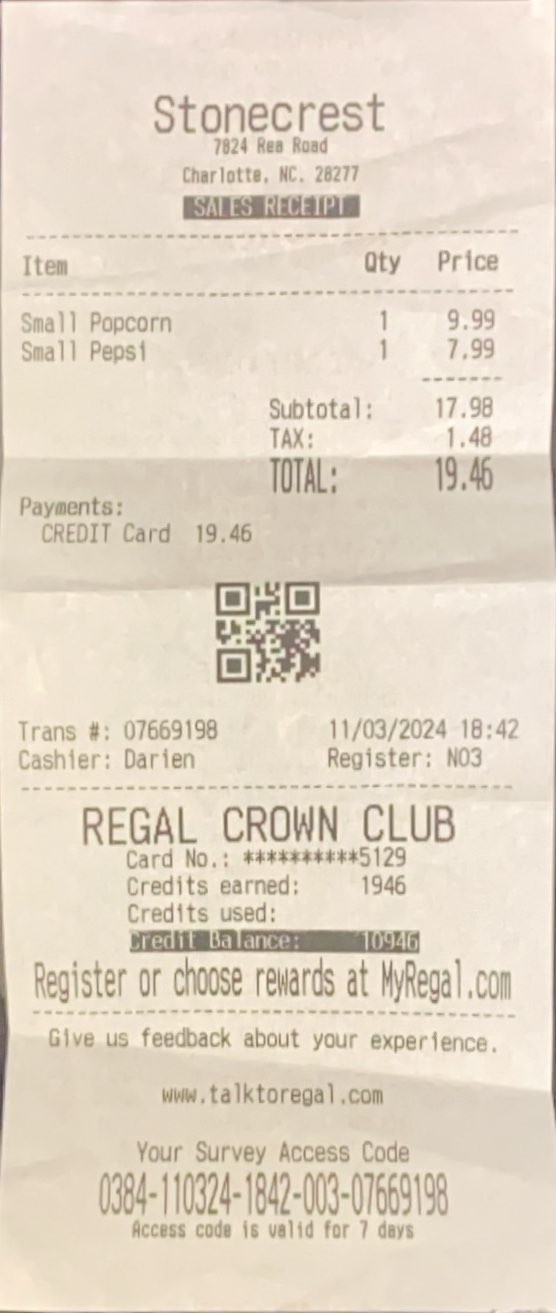 Stonecrest
7824 Rea Road
Charlotte, NC. 28277
SALES RECEIPT
Item Qty Price
Small Popcorn 1 9.99
Small Pepsi 1 7.99
Subtotal: 17.98
TAX: 1.48
TOTAL: 19.46
Payments:
CREDIT Card 19.46
Trans #: 07669198 11/03/2024 18:42
Cashier: Darien Register: N03
REGAL CROWN CLUB
Card No.: **********5129
Credits earned: 1946
Credits used:
Credit Balance: 10946
Register or choose rewards at MyRegal.com
Give us feedback about your experience.
www.talktoregal.com
Your Survey Access Code
0384-110324-1842-003-07669198
Access code is valid for 7 days